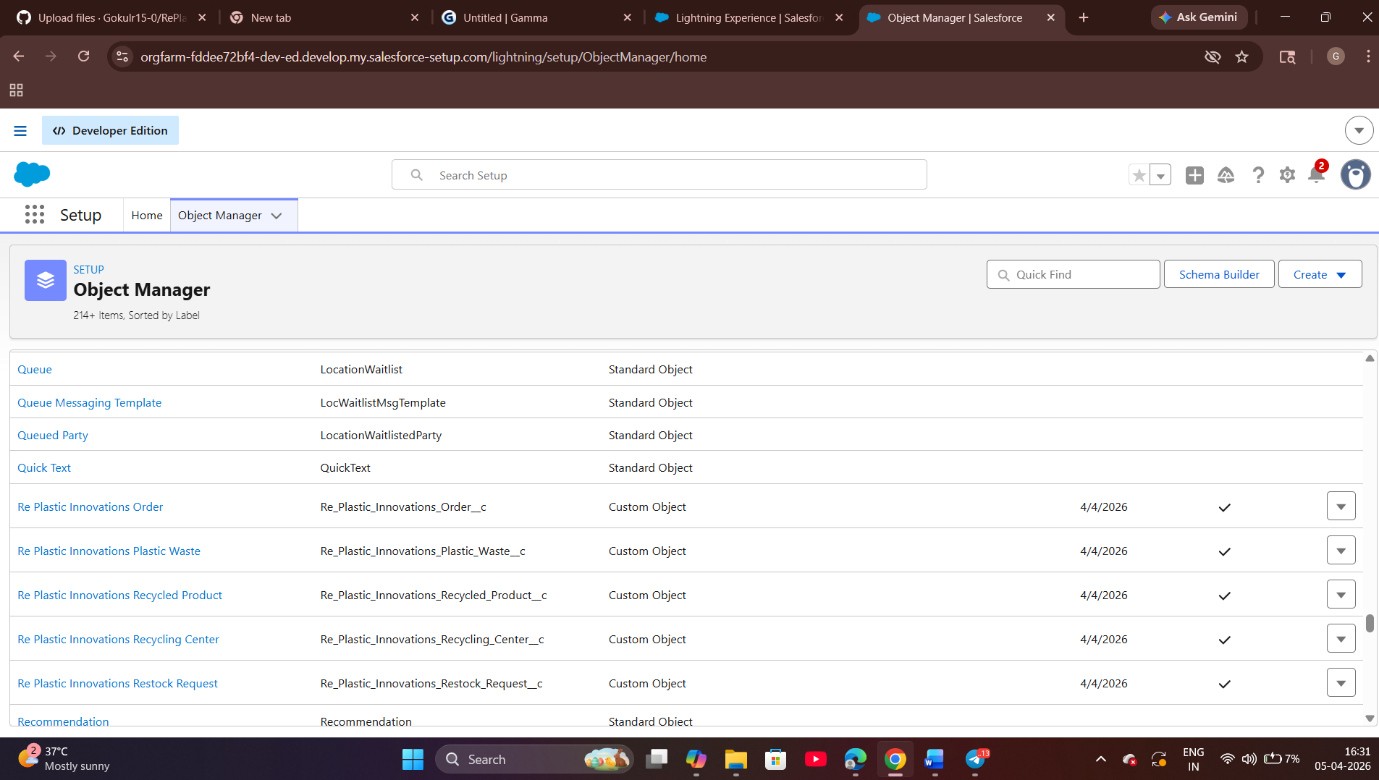 Upload files · Gokulr15-0/RePla
New tab
Untitled | Gamma
Lightning Experience | Salesfor
Object Manager | Salesforce
Ask Gemini
orgfarm-fddee72bf4-dev-ed.develop.my.salesforce-setup.com/lightning/setup/ObjectManager/home
G
Developer Edition
Search Setup
2
Setup
Home
Object Manager
SETUP
Object Manager
214+ Items, Sorted by Label
Quick Find
Schema Builder
Create
Queue LocationWaitlist Standard Object
Queue Messaging Template LocWaitlistMsgTemplate Standard Object
Queued Party LocationWaitlistedParty Standard Object
Quick Text QuickText Standard Object
Re Plastic Innovations Order Re_Plastic_Innovations_Order__c Custom Object 4/4/2026
Re Plastic Innovations Plastic Waste Re_Plastic_Innovations_Plastic_Waste__c Custom Object 4/4/2026
Re Plastic Innovations Recycled Product Re_Plastic_Innovations_Recycled_Product__c Custom Object 4/4/2026
Re Plastic Innovations Recycling Center Re_Plastic_Innovations_Recycling_Center__c Custom Object 4/4/2026
Re Plastic Innovations Restock Request Re_Plastic_Innovations_Restock_Request__c Custom Object 4/4/2026
Recommendation Recommendation Standard Object
2
37°C
Mostly sunny
Search
13
ENG
IN
7%
16:31
05-04-2026